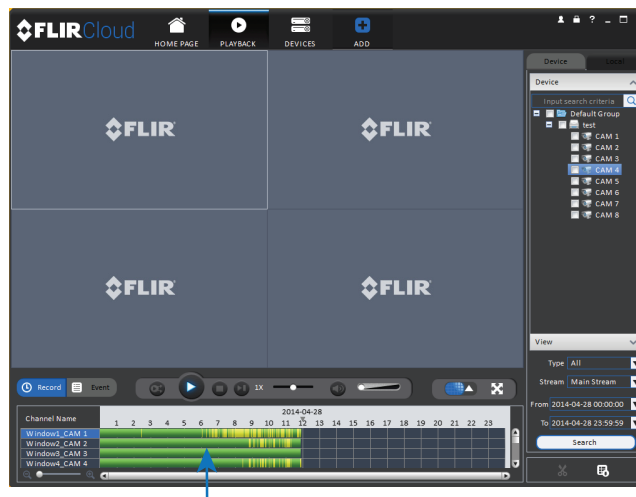 FLIR Cloud
HOME PAGE PLAYBACK DEVICES ADD
?
Device Local
Device
Input search criteria
Default Group
test
CAM 1
CAM 2
CAM 3
CAM 4
CAM 5
CAM 6
CAM 7
CAM 8
FLIR FLIR
FLIR FLIR
View
Type All
Stream Main Stream
From 2014-04-28 00:00:00
To 2014-04-28 23:59:59
Search
Record Event 1X
2014-04-28
Channel Name 1 2 3 4 5 6 7 8 9 10 11 12 13 14 15 16 17 18 19 20 21 22 23
Window1_CAM 1
Window2_CAM 2
Window3_CAM 3
Window4_CAM 4